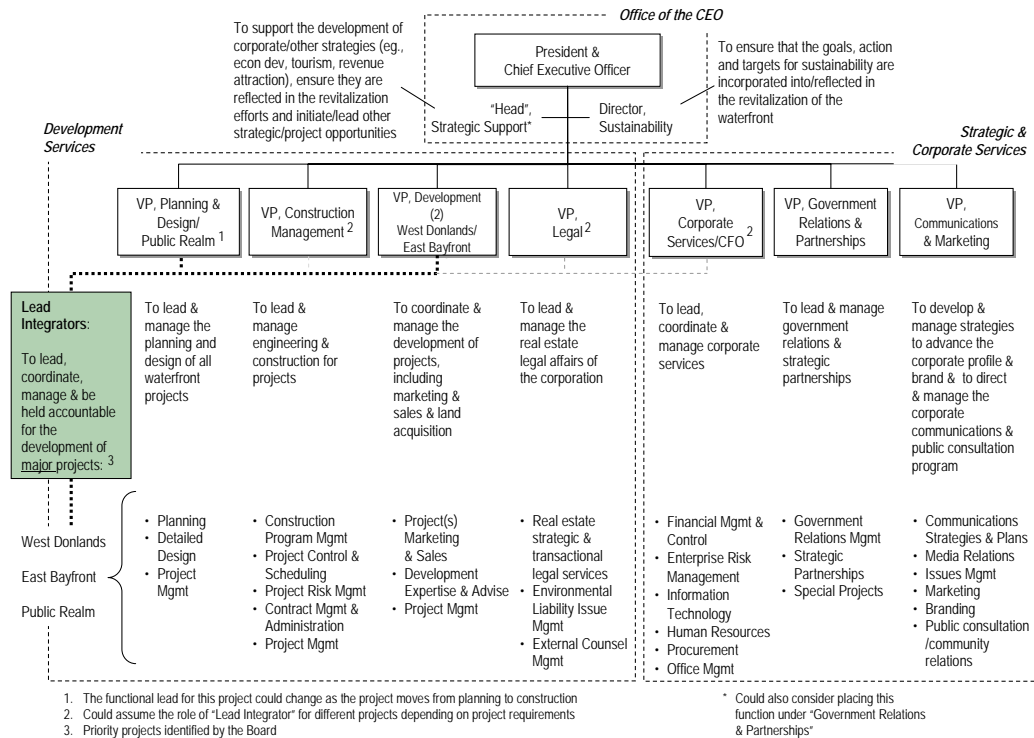 Office of the CEO
To support the development of
corporate/other strategies (eg.,
econ dev, tourism, revenue
attraction), ensure they are
reflected in the revitalization
efforts and initiate/lead other
strategic/project opportunities
President &
Chief Executive Officer
"Head",
Strategic Support*
Director,
Sustainability
To ensure that the goals, action
and targets for sustainability are
incorporated into/reflected in
the revitalization of the
waterfront
Development
Services
Strategic &
Corporate Services
VP, Planning &
Design/
Public Realm 1
VP, Construction
Management 2
VP, Development
(2)
West Donlands/
East Bayfront
VP,
Legal 2
VP,
Corporate
Services/CFO 2
VP, Government
Relations &
Partnerships
VP,
Communications
& Marketing
Lead
Integrators:
To lead,
coordinate,
manage & be
held accountable
for the
development of
major projects: 3
To lead &
manage the
planning and
design of all
waterfront
projects
To lead &
manage
engineering &
construction for
projects
To coordinate &
manage the
development of
projects,
including
marketing &
sales & land
acquisition
To lead &
manage the
real estate
legal affairs of
the corporation
To lead,
coordinate &
manage corporate
services
To lead & manage
government
relations &
strategic
partnerships
To develop &
manage strategies
to advance the
corporate profile &
brand & to direct
& manage the
corporate
communications &
public consultation
program
West Donlands
East Bayfront
Public Realm
• Planning
• Detailed
Design
• Project
Mgmt
• Construction
Program Mgmt
• Project Control &
Scheduling
• Project Risk Mgmt
• Contract Mgmt &
Administration
• Project Mgmt
• Project(s)
Marketing
& Sales
• Development
Expertise & Advise
• Project Mgmt
• Real estate
strategic &
transactional
legal services
• Environmental
Liability Issue
Mgmt
• External Counsel
Mgmt
• Financial Mgmt &
Control
• Enterprise Risk
Management
• Information
Technology
• Human Resources
• Procurement
• Office Mgmt
• Government
Relations Mgmt
• Strategic
Partnerships
• Special Projects
• Communications
Strategies & Plans
• Media Relations
• Issues Mgmt
• Marketing
• Branding
• Public consultation
/community
relations
1. The functional lead for this project could change as the project moves from planning to construction
2. Could assume the role of "Lead Integrator" for different projects depending on project requirements
3. Priority projects identified by the Board
* Could also consider placing this
function under "Government Relations
& Partnerships"